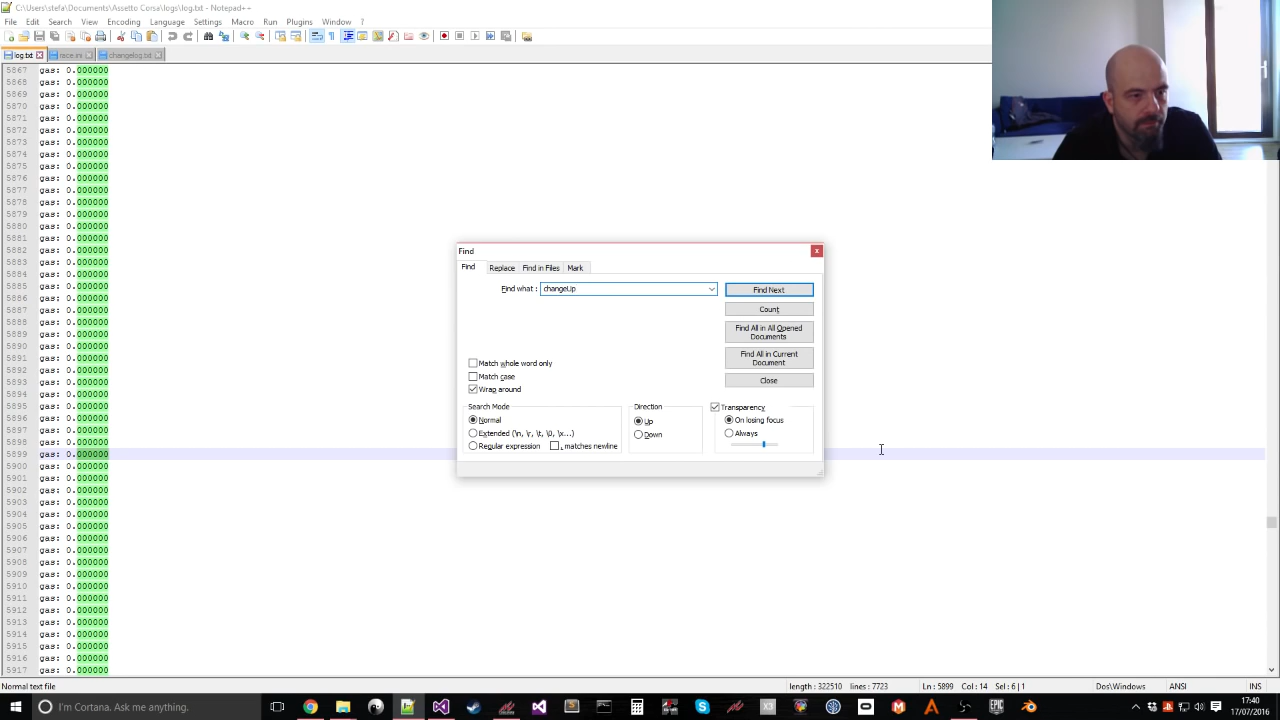 C:\Users\stefa\Documents\Assetto Corsa\logs\log.txt - Notepad++
File Edit Search View Encoding Language Settings Macro Run Plugins Window ?
log.txt race.ini changelog.txt
5867 gas: 0.000000
5868 gas: 0.000000
5869 gas: 0.000000
5870 gas: 0.000000
5871 gas: 0.000000
5872 gas: 0.000000
5873 gas: 0.000000
5874 gas: 0.000000
5875 gas: 0.000000
5876 gas: 0.000000
5877 gas: 0.000000
5878 gas: 0.000000
5879 gas: 0.000000
5880 gas: 0.000000
5881 gas: 0.000000
5882 gas: 0.000000
5883 gas: 0.000000
5884 gas: 0.000000
5885 gas: 0.000000
5886 gas: 0.000000
5887 gas: 0.000000
5888 gas: 0.000000
5889 gas: 0.000000
5890 gas: 0.000000
5891 gas: 0.000000
5892 gas: 0.000000
5893 gas: 0.000000
5894 gas: 0.000000
5895 gas: 0.000000
5896 gas: 0.000000
5897 gas: 0.000000
5898 gas: 0.000000
5899 gas: 0.000000
5900 gas: 0.000000
5901 gas: 0.000000
5902 gas: 0.000000
5903 gas: 0.000000
5904 gas: 0.000000
5905 gas: 0.000000
5906 gas: 0.000000
5907 gas: 0.000000
5908 gas: 0.000000
5909 gas: 0.000000
5910 gas: 0.000000
5911 gas: 0.000000
5912 gas: 0.000000
5913 gas: 0.000000
5914 gas: 0.000000
5915 gas: 0.000000
5916 gas: 0.000000
5917 gas: 0.000000
Find
Find Replace Find in Files Mark
Find what : changeUp
Find Next
Count
Find All in All Opened
Documents
Find All in Current
Document
Close
Match whole word only
Match case
Wrap around
Search Mode
Normal
Extended (\n, \r, \t, \0, \x...)
Regular expression . matches newline
Direction
Up
Down
Transparency
On losing focus
Always
Normal text file length : 322510 lines : 7723 Ln : 5899 Col : 14 Sel : 6 | 1 Dos\Windows ANSI INS
I'm Cortana. Ask me anything.
17:40
17/07/2016